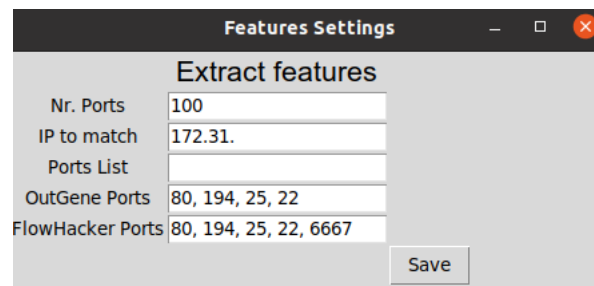 Features Settings
Extract features
Nr. Ports 100
IP to match 172.31.
Ports List
OutGene Ports 80, 194, 25, 22
FlowHacker Ports 80, 194, 25, 22, 6667
Save